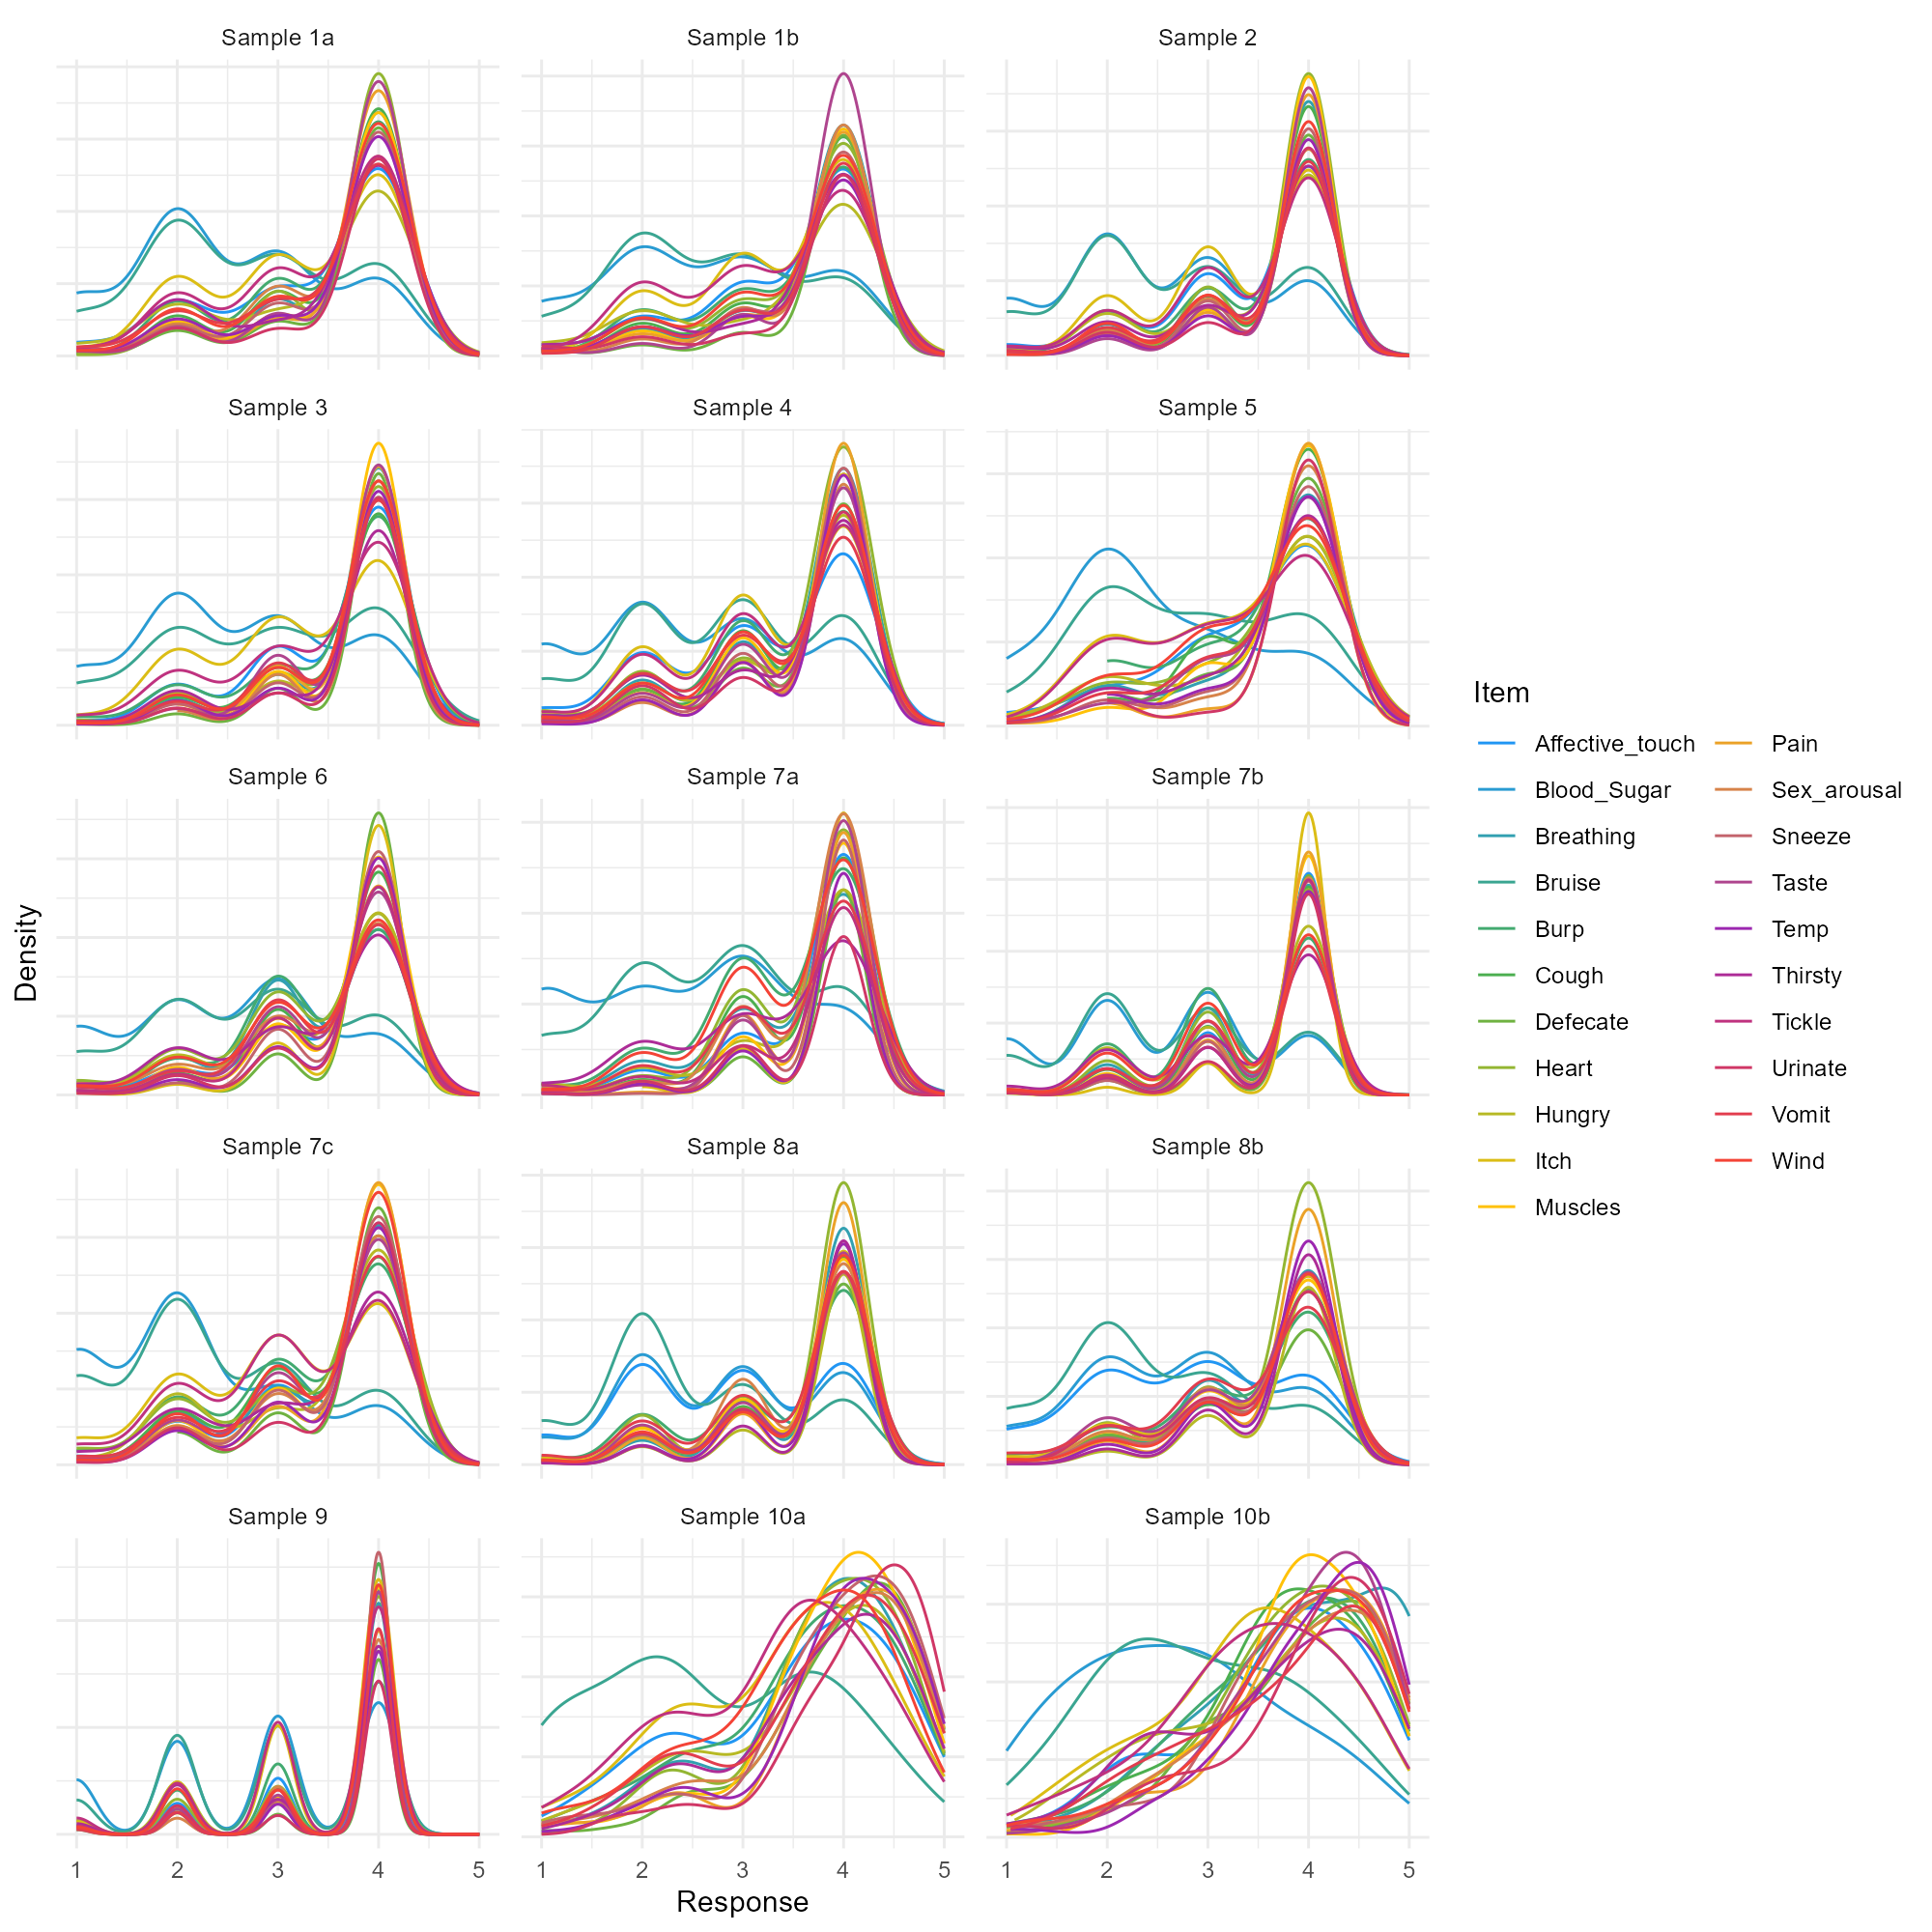 Sample 1a
Sample 1b
Sample 2
Sample 3
Sample 4
Sample 5
Sample 6
Sample 7a
Sample 7b
Sample 7c
Sample 8a
Sample 8b
Sample 9
Sample 10a
Sample 10b
1 2 3 4 5
1 2 3 4 5
1 2 3 4 5
Response
Density
Item
Affective_touch
Blood_Sugar
Breathing
Bruise
Burp
Cough
Defecate
Heart
Hungry
Itch
Muscles
Pain
Sex_arousal
Sneeze
Taste
Temp
Thirsty
Tickle
Urinate
Vomit
Wind